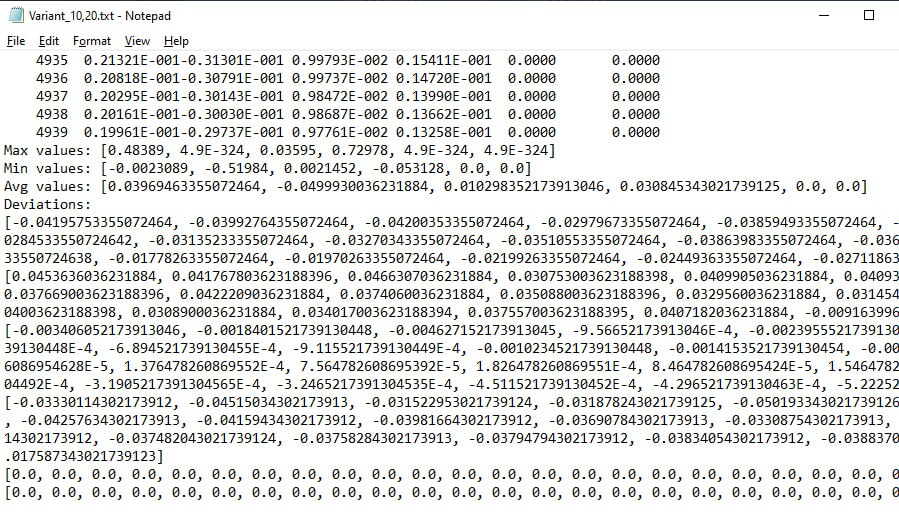 Variant_10,20.txt - Notepad
File Edit Format View Help
4935 0.21321E-001-0.31301E-001 0.99793E-002 0.15411E-001 0.0000 0.0000
4936 0.20818E-001-0.30791E-001 0.99737E-002 0.14720E-001 0.0000 0.0000
4937 0.20295E-001-0.30143E-001 0.98472E-002 0.13990E-001 0.0000 0.0000
4938 0.20161E-001-0.30030E-001 0.98687E-002 0.13662E-001 0.0000 0.0000
4939 0.19961E-001-0.29737E-001 0.97761E-002 0.13258E-001 0.0000 0.0000
Max values: [0.48389, 4.9E-324, 0.03595, 0.72978, 4.9E-324, 4.9E-324]
Min values: [-0.0023089, -0.51984, 0.0021452, -0.053128, 0.0, 0.0]
Avg values: [0.03969463355072464, -0.0499930036231884, 0.010298352173913046, 0.030845343021739125, 0.0, 0.0]
Deviations:
[-0.04195753355072464, -0.03992764355072464, -0.04200353355072464, -0.02979673355072464, -0.03859493355072464, -
0284533550724642, -0.03135233355072464, -0.03270343355072464, -0.03510553355072464, -0.03863983355072464, -0.036
33550724638, -0.01778263355072464, -0.01970263355072464, -0.02199263355072464, -0.02449363355072464, -0.02711863
[0.0453636036231884, 0.041767803623188396, 0.0466307036231884, 0.030753003623188398, 0.0409905036231884, 0.04093
0.037669003623188396, 0.0422209036231884, 0.0374060036231884, 0.035088003623188396, 0.0329560036231884, 0.031454
04003623188398, 0.0308900036231884, 0.034017003623188394, 0.037557003623188395, 0.0407182036231884, -0.009163996
[-0.003406052173913046, -0.0018401521739130448, -0.004627152173913045, -9.56652173913046E-4, -0.0023955521739130
39130448E-4, -6.894521739130455E-4, -9.115521739130449E-4, -0.0010234521739130448, -0.0014153521739130454, -0.00
6086954628E-5, 1.376478260869552E-4, 7.564782608695392E-5, 1.826478260869551E-4, 8.464782608695424E-5, 1.5464782
04492E-4, -3.1905217391304565E-4, -3.2465217391304535E-4, -4.511521739130452E-4, -4.296521739130463E-4, -5.22252
[-0.03330114302173912, -0.04515034302173913, -0.031522953021739124, -0.031878243021739125, -0.050193343021739126
, -0.04257634302173913, -0.04159434302173912, -0.03981664302173912, -0.03690784302173913, -0.03308754302173913,
14302173912, -0.037482043021739124, -0.03758284302173913, -0.03794794302173912, -0.03834054302173912, -0.0388370
.017587343021739123]
[0.0, 0.0, 0.0, 0.0, 0.0, 0.0, 0.0, 0.0, 0.0, 0.0, 0.0, 0.0, 0.0, 0.0, 0.0, 0.0, 0.0, 0.0, 0.0, 0.0, 0.0, 0.0, 0
[0.0, 0.0, 0.0, 0.0, 0.0, 0.0, 0.0, 0.0, 0.0, 0.0, 0.0, 0.0, 0.0, 0.0, 0.0, 0.0, 0.0, 0.0, 0.0, 0.0, 0.0, 0.0, 0